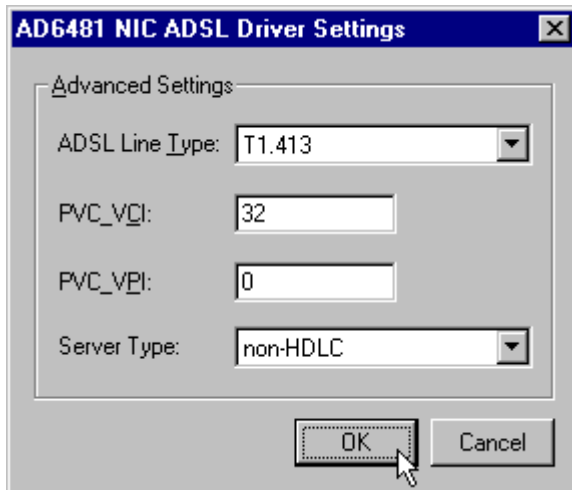 AD6481 NIC ADSL Driver Settings
Advanced Settings
ADSL Line Type: T1.413
PVC_VCI: 32
PVC_VPI: 0
Server Type: non-HDLC
OK Cancel